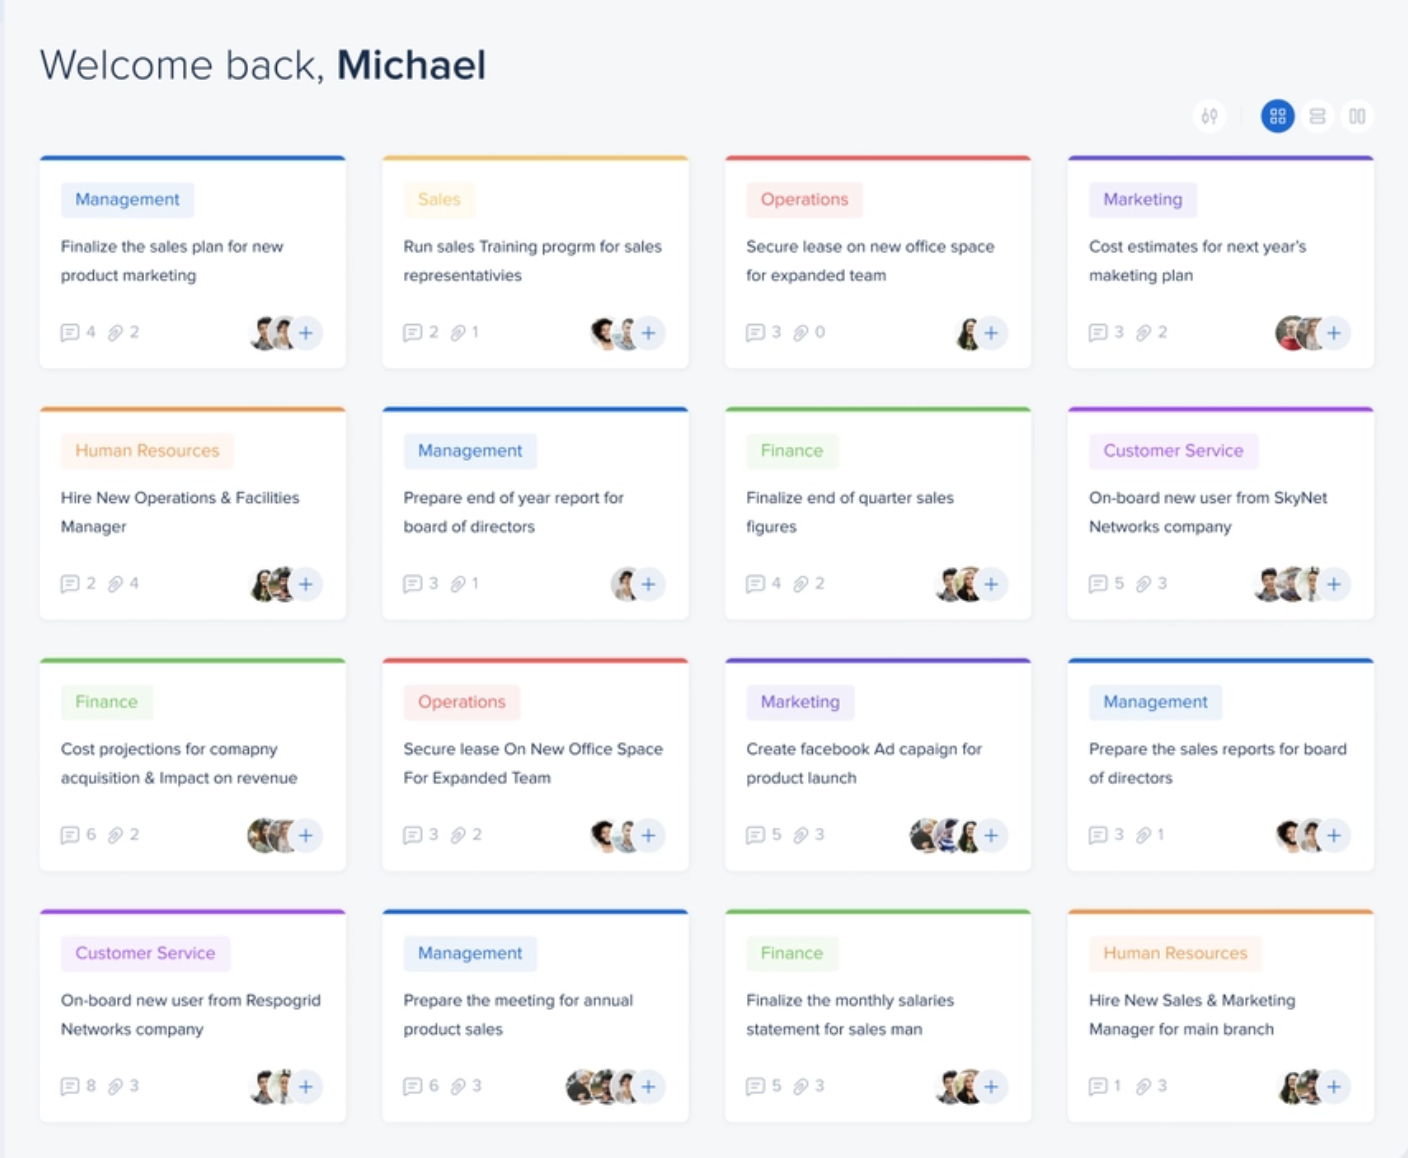 Welcome back, Michael
Management
Finalize the sales plan for new
product marketing
4 2
Sales
Run sales Training progrm for sales
representativies
2 1
Operations
Secure lease on new office space
for expanded team
3 0
Marketing
Cost estimates for next year's
maketing plan
3 2
Human Resources
Hire New Operations & Facilities
Manager
2 4
Management
Prepare end of year report for
board of directors
3 1
Finance
Finalize end of quarter sales
figures
4 2
Customer Service
On-board new user from SkyNet
Networks company
5 3
Finance
Cost projections for comapny
acquisition & Impact on revenue
6 2
Operations
Secure lease On New Office Space
For Expanded Team
3 2
Marketing
Create facebook Ad capaign for
product launch
5 3
Management
Prepare the sales reports for board
of directors
3 1
Customer Service
On-board new user from Respogrid
Networks company
8 3
Management
Prepare the meeting for annual
product sales
6 3
Finance
Finalize the monthly salaries
statement for sales man
5 3
Human Resources
Hire New Sales & Marketing
Manager for main branch
1 3